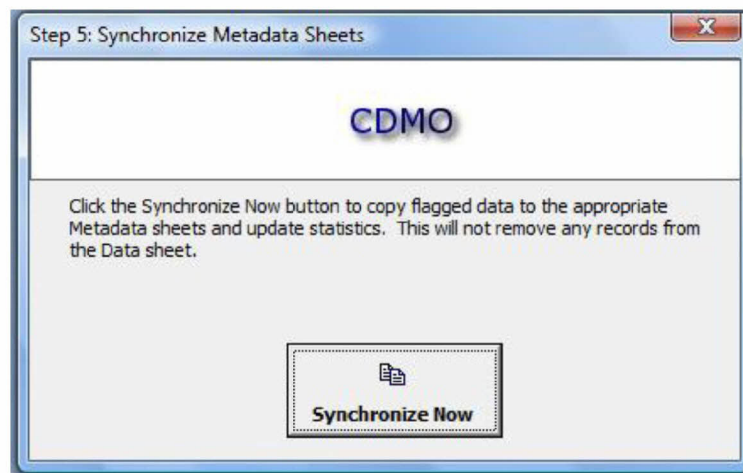 Step 5: Synchronize Metadata Sheets
CDMO
Click the Synchronize Now button to copy flagged data to the appropriate
Metadata sheets and update statistics.  This will not remove any records from
the Data sheet.
Synchronize Now